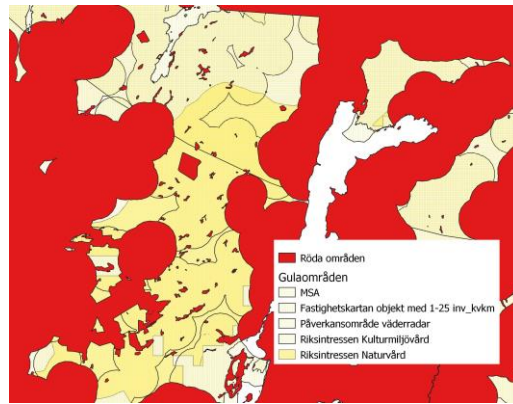 Röda områden
Gulaområden
MSA
Fastighetskartan objekt med 1-25 inv_kvkm
Påverkansområde väderradar
Riksintressen Kulturmiljövård
Riksintressen Naturvård